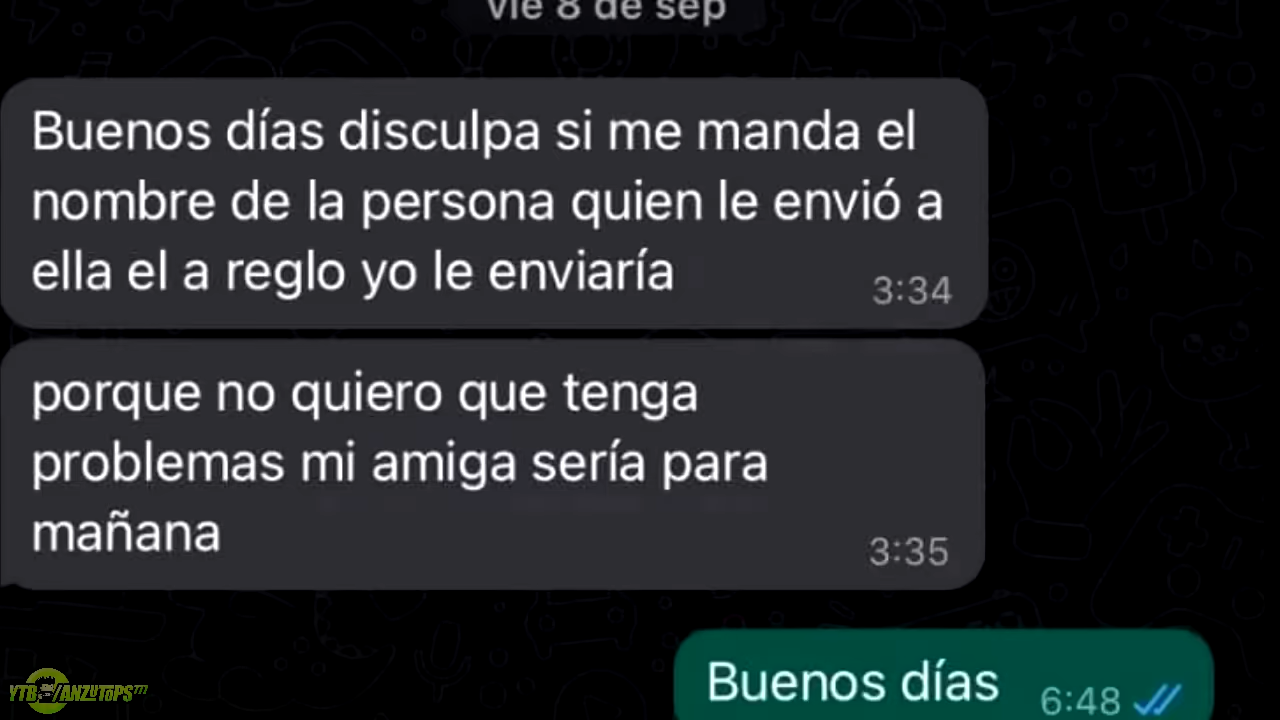 vie 8 de sep
Buenos días disculpa si me manda el
nombre de la persona quien le envió a
ella el a reglo yo le enviaría
3:34
porque no quiero que tenga
problemas mi amiga sería para
mañana
3:35
Buenos días
6:48
YTB/ANZUTOPS777